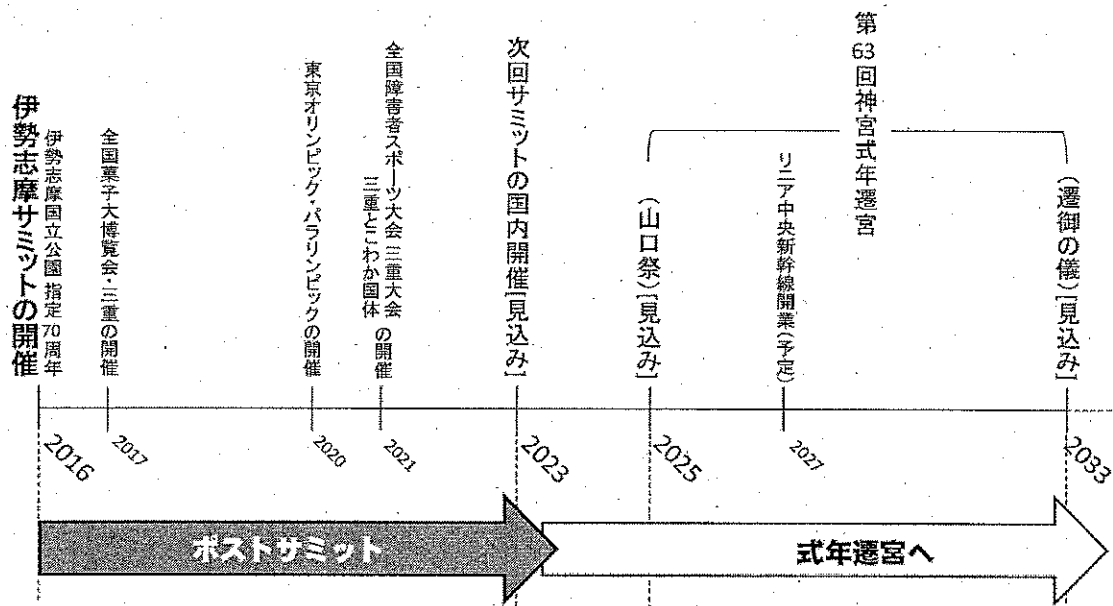 伊勢志摩サミットの開催
伊勢志摩国立公園 指定70周年
全国菓子大博覧会・三重の開催
東京オリンピック・パラリンピックの開催
全国障害者スポーツ大会 三重大会
三重とこわか国体
の開催
次回サミットの国内開催[見込み]
第63回神宮式年遷宮
(山口祭)[見込み]
リニア中央新幹線開業(予定)
(遷御の儀)[見込み]
2016
2017
2020
2021
2023
2025
2027
2033
ポストサミット
式年遷宮へ